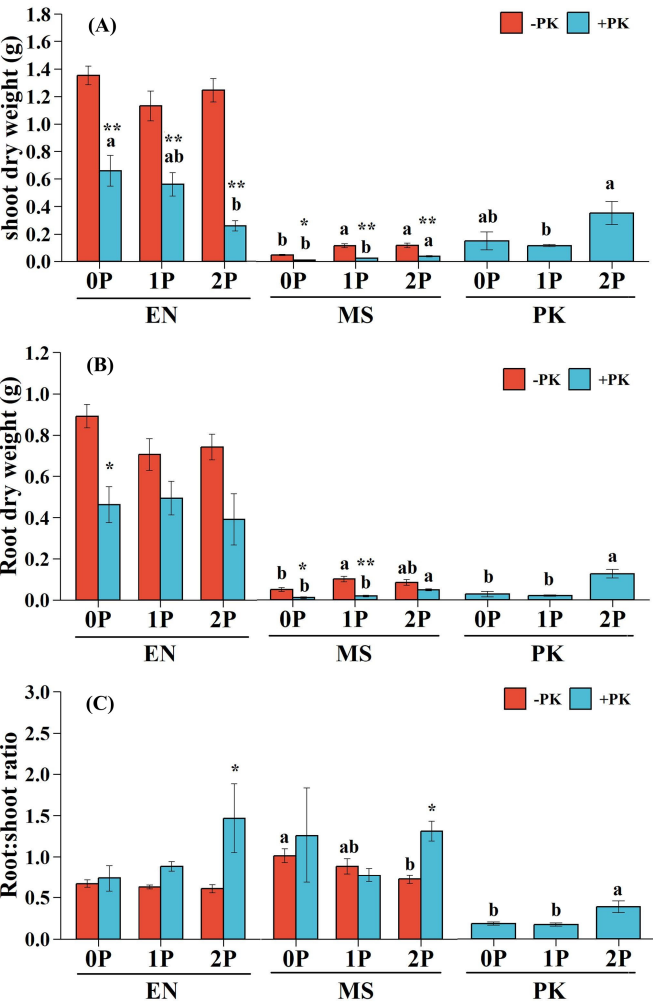 (A)
-PK +PK
shoot dry weight (g)
1.8
1.6
1.4
1.2
1.0
0.8
0.6
0.4
0.2
0.0
** ** **
a ab b
b * b a ** b ** a
ab b a
0P 1P 2P 0P 1P 2P 0P 1P 2P
EN MS PK
(B)
-PK +PK
Root dry weight (g)
1.2
1.0
0.8
0.6
0.4
0.2
0.0
*
b * b a ** b ab a
b b a
0P 1P 2P 0P 1P 2P 0P 1P 2P
EN MS PK
(C)
-PK +PK
Root:shoot ratio
3.0
2.5
2.0
1.5
1.0
0.5
0.0
*
a ab b *
b b a
0P 1P 2P 0P 1P 2P 0P 1P 2P
EN MS PK